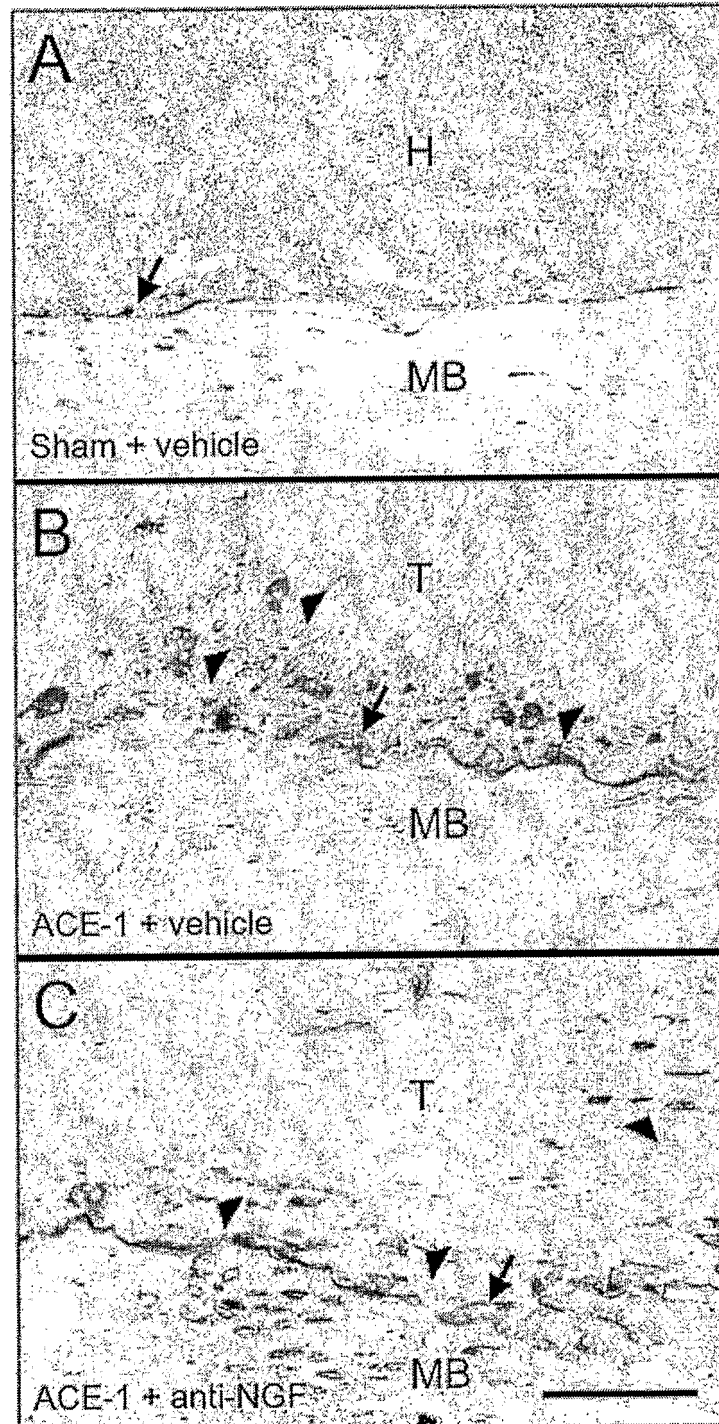 A
H
MB
Sham + vehicle
B
T
MB
ACE-1 + vehicle
C
T
MB
ACE-1 + anti-NGF